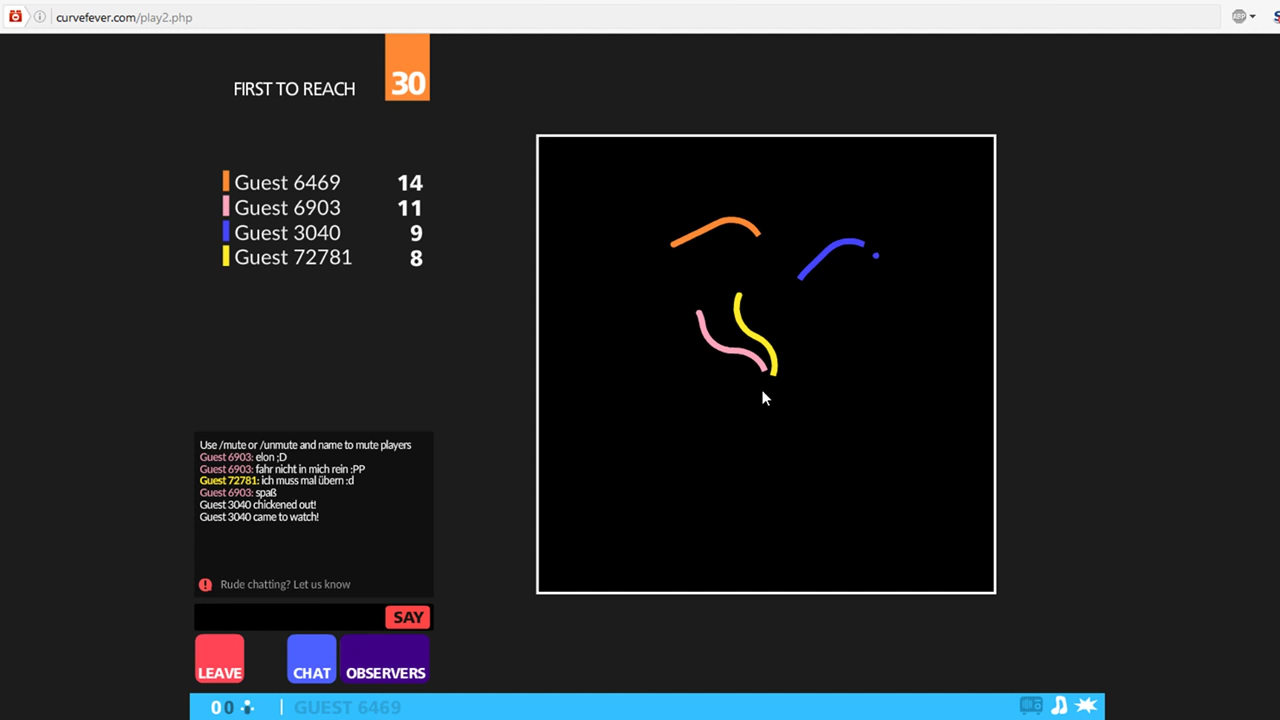 curvefever.com/play2.php
ABP
FIRST TO REACH
30
Guest 6469 14
Guest 6903 11
Guest 3040 9
Guest 72781 8
Use /mute or /unmute and name to mute players
Guest 6903: elon ;D
Guest 6903: fahr nicht in mich rein :PP
Guest 72781: ich muss mal übern :d
Guest 6903: spaß
Guest 3040 chickened out!
Guest 3040 came to watch!
Rude chatting? Let us know
SAY
LEAVE
CHAT
OBSERVERS
00
GUEST 6469